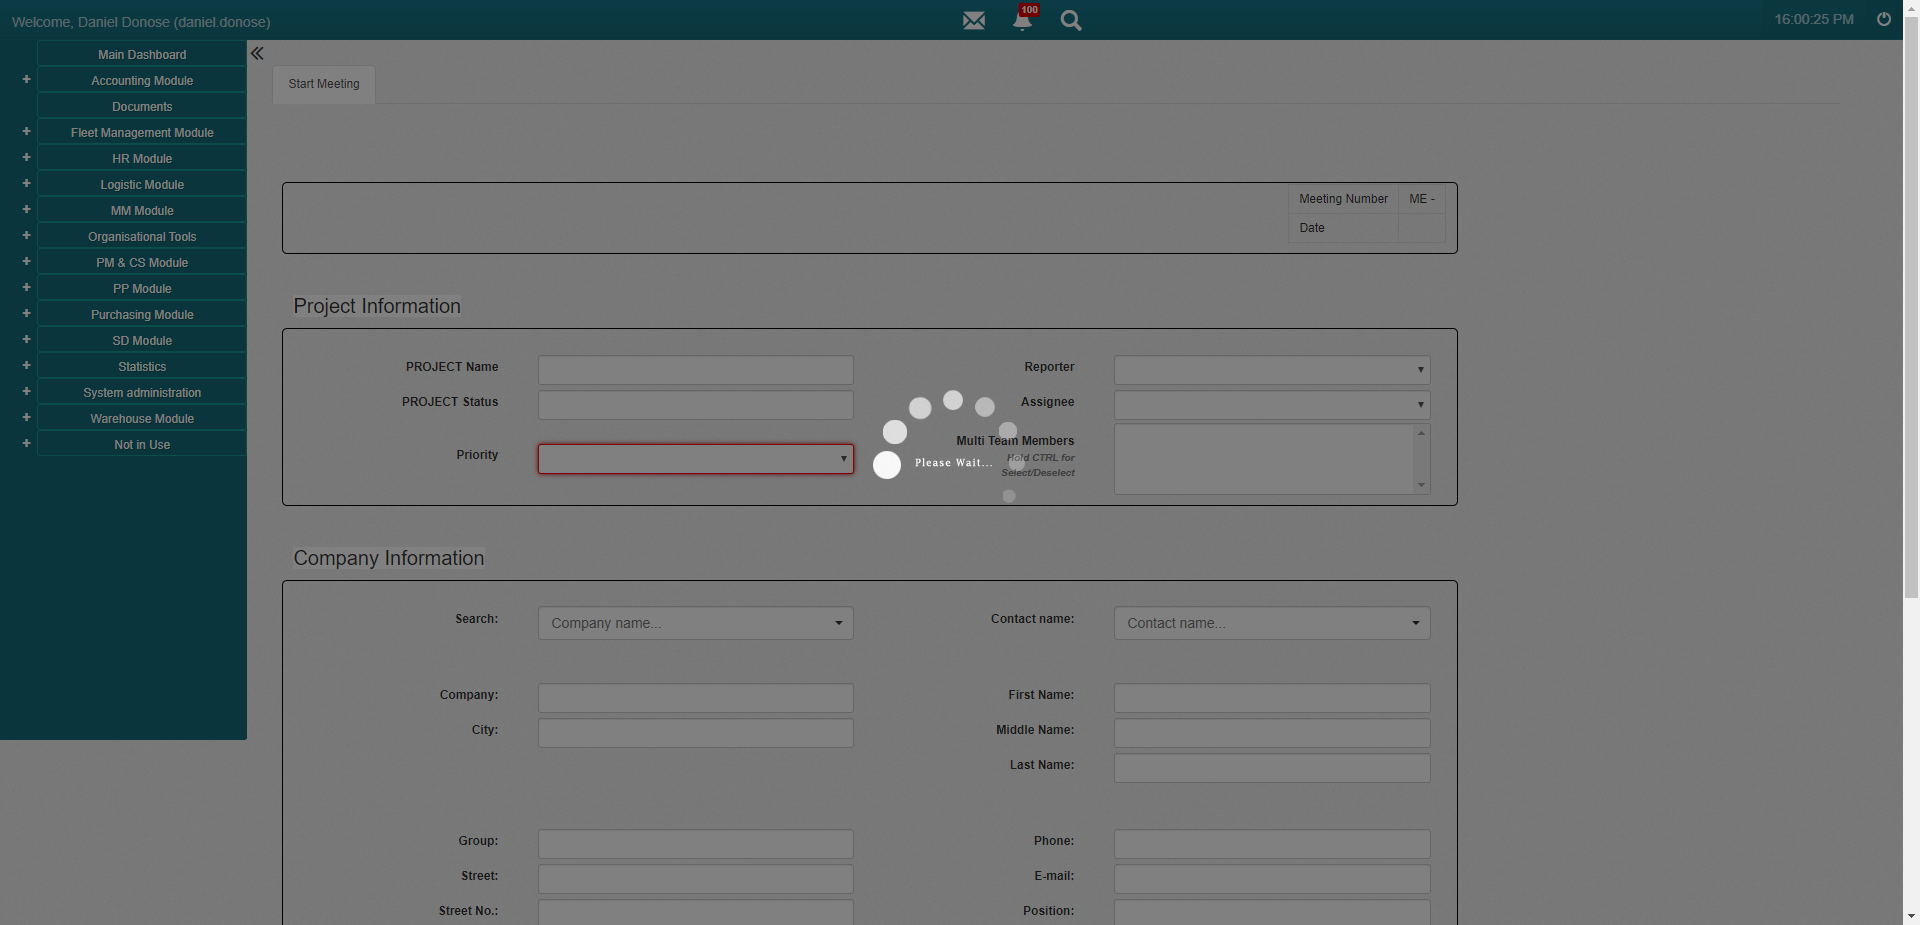 Welcome, Daniel Donose (daniel.donose)
100
16:00:25 PM
Main Dashboard
Accounting Module
Documents
Fleet Management Module
HR Module
Logistic Module
MM Module
Organisational Tools
PM & CS Module
PP Module
Purchasing Module
SD Module
Statistics
System administration
Warehouse Module
Not in Use
Start Meeting
Meeting Number ME -
Date
Project Information
PROJECT Name
Reporter
PROJECT Status
Assignee
Priority
Multi Team Members
Hold CTRL for
Select/Deselect
Please Wait...
Company Information
Search: Company name...
Contact name: Contact name...
Company:
First Name:
City:
Middle Name:
Last Name:
Group:
Phone:
Street:
E-mail:
Street No.:
Position: